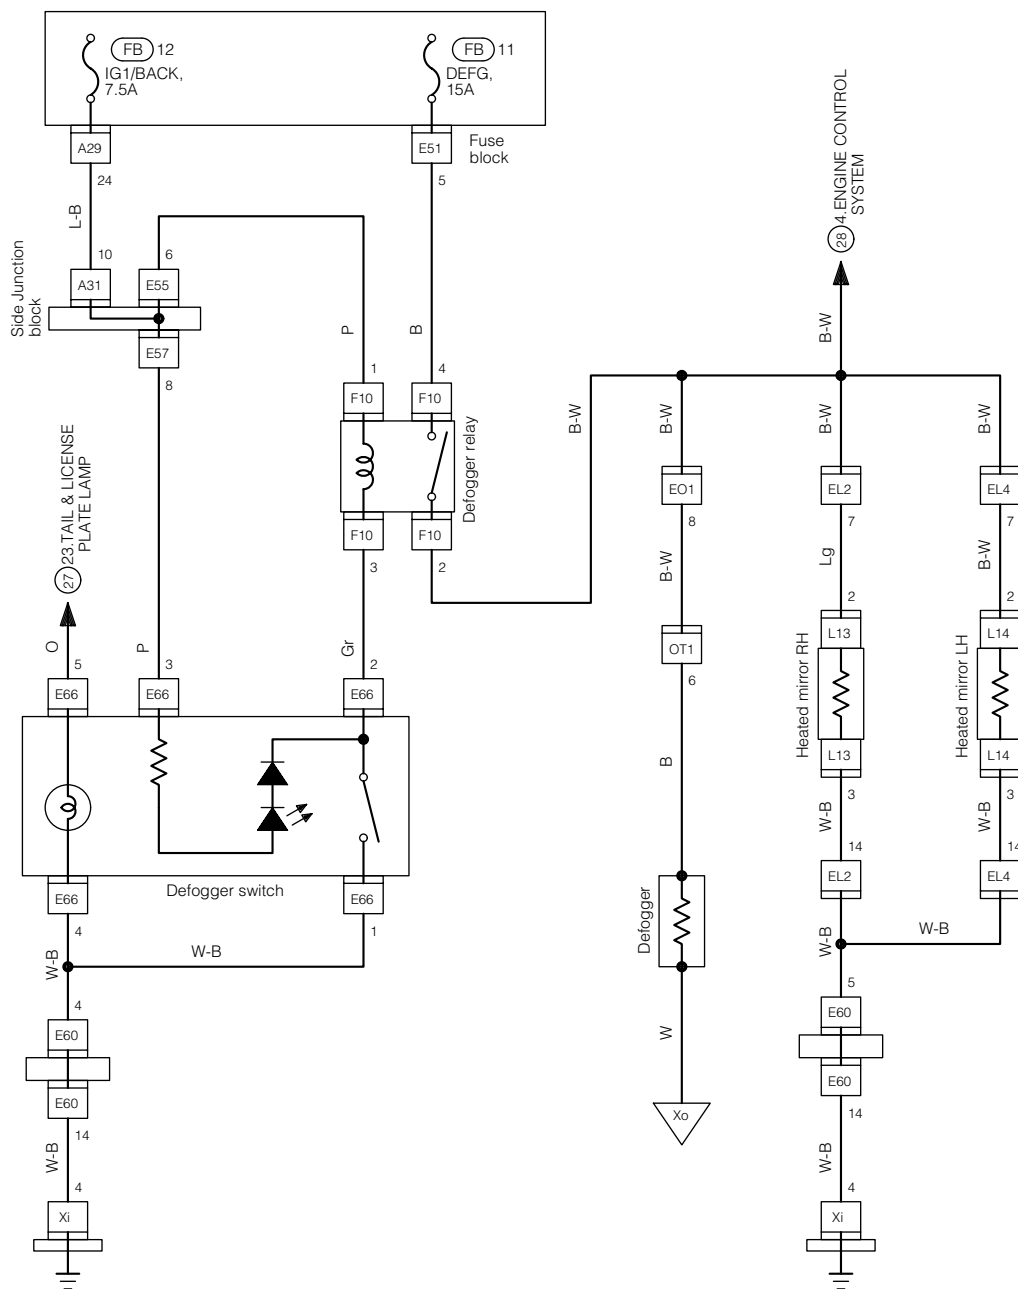 FB 12
IG1/BACK,
7.5A
FB 11
DEFG,
15A
Fuse
block
A29
24
E51
5
L-B
10
6
A31
E55
Side Junction
block
E57
8
P
B
1
4
F10
F10
Defogger relay
F10
F10
3
2
28 4.ENGINE CONTROL
SYSTEM
B-W
B-W
B-W
B-W
B-W
EO1
EL2
EL4
8
7
7
B-W
Lg
B-W
2
2
OT1
L13
L14
6
Heated mirror RH
Heated mirror LH
L13
L14
3
3
B
W-B
W-B
14
14
EL2
EL4
W-B
W-B
27 23.TAIL & LICENSE
PLATE LAMP
O
P
Gr
5
3
2
E66
E66
E66
Defogger switch
E66
E66
4
1
W-B
W-B
4
E60
E60
14
W-B
4
Xi
Defogger
W
Xo
5
E60
E60
14
W-B
4
Xi